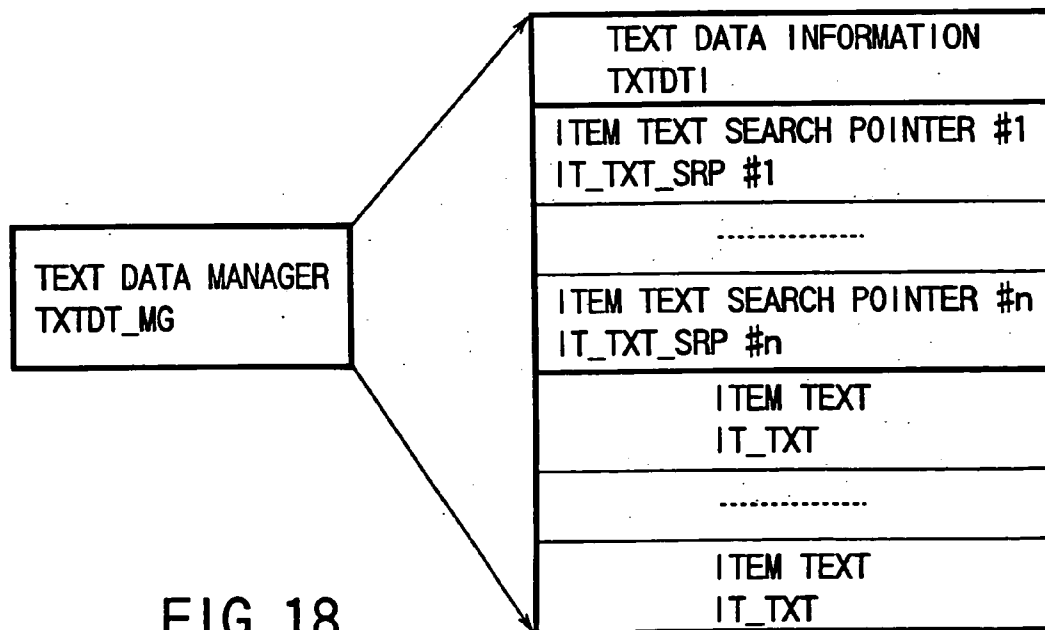 TEXT DATA INFORMATION
TXTDTI
ITEM TEXT SEARCH POINTER #1
IT_TXT_SRP #1
---------------
TEXT DATA MANAGER
TXTDT_MG
ITEM TEXT SEARCH POINTER #n
IT_TXT_SRP #n
ITEM TEXT
IT_TXT
---------------
ITEM TEXT
IT_TXT
FIG 18